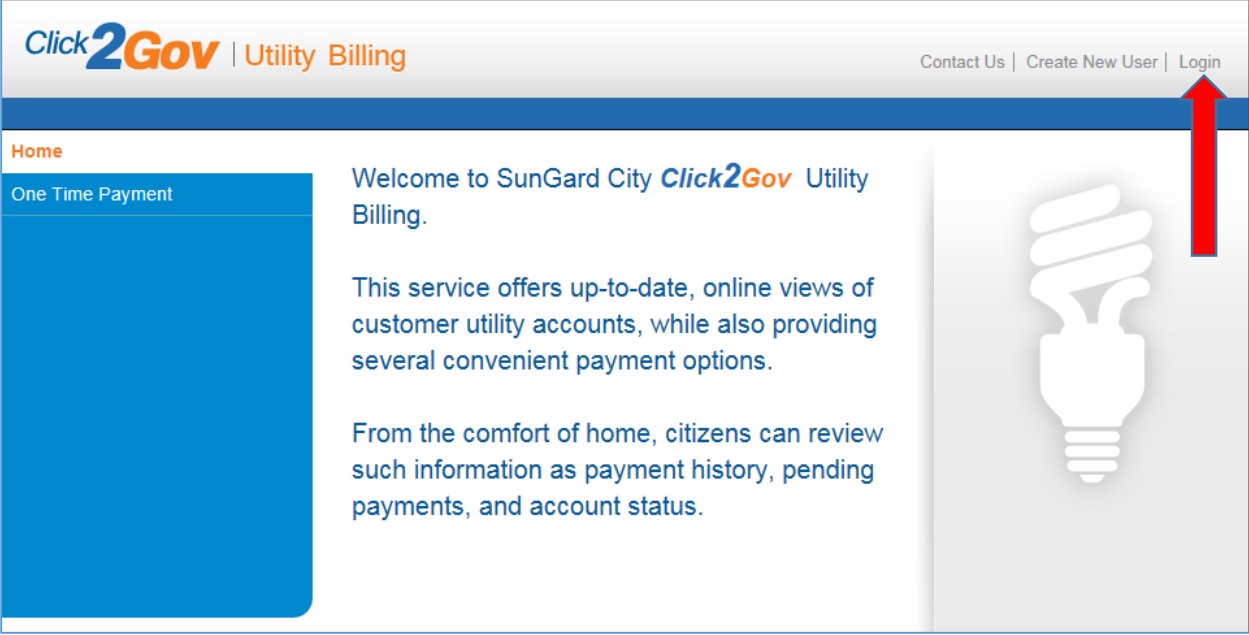 Click2Gov | Utility Billing
Contact Us | Create New User | Login
Home
One Time Payment
Welcome to SunGard City Click2Gov Utility
Billing.
This service offers up-to-date, online views of
customer utility accounts, while also providing
several convenient payment options.
From the comfort of home, citizens can review
such information as payment history, pending
payments, and account status.